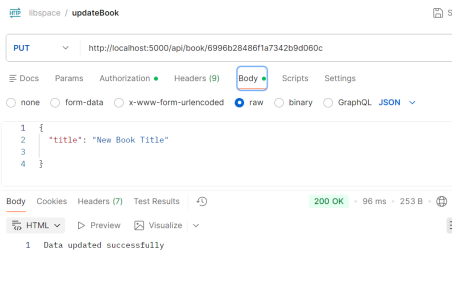 HTTP libspace / updateBook S
PUT http://localhost:5000/api/book/6996b28486f1a7342b9d060c
Docs Params Authorization Headers (9) Body Scripts Settings
none form-data x-www-form-urlencoded raw binary GraphQL JSON
1 {
2 "title": "New Book Title"
3
4 }
Body Cookies Headers (7) Test Results 200 OK • 96 ms • 253 B •
HTML Preview Visualize
1 Data updated successfully